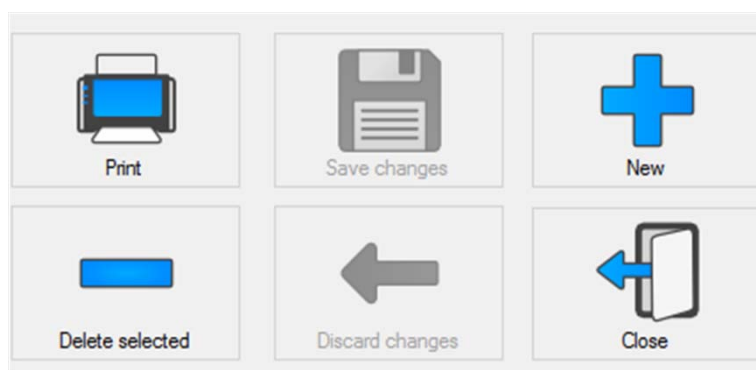 Print
Save changes
New
Delete selected
Discard changes
Close